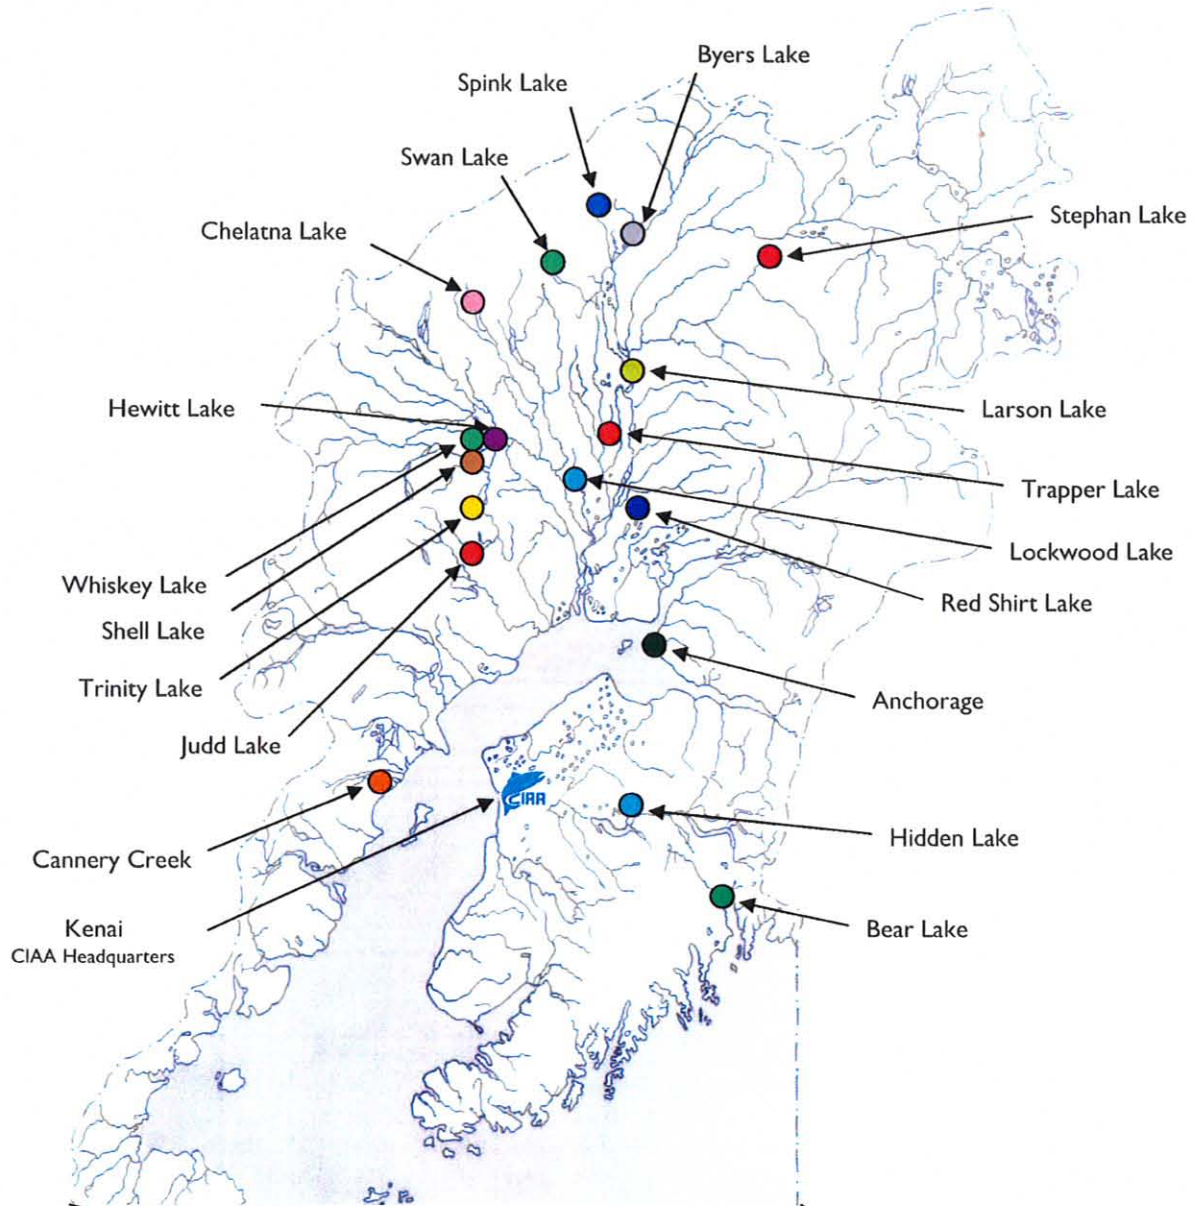 Byers Lake
Spink Lake
Swan Lake
Stephan Lake
Chelatna Lake
Hewitt Lake
Larson Lake
Trapper Lake
Lockwood Lake
Whiskey Lake
Red Shirt Lake
Shell Lake
Trinity Lake
Anchorage
Judd Lake
CIAA
Hidden Lake
Cannery Creek
Kenai
CIAA Headquarters
Bear Lake